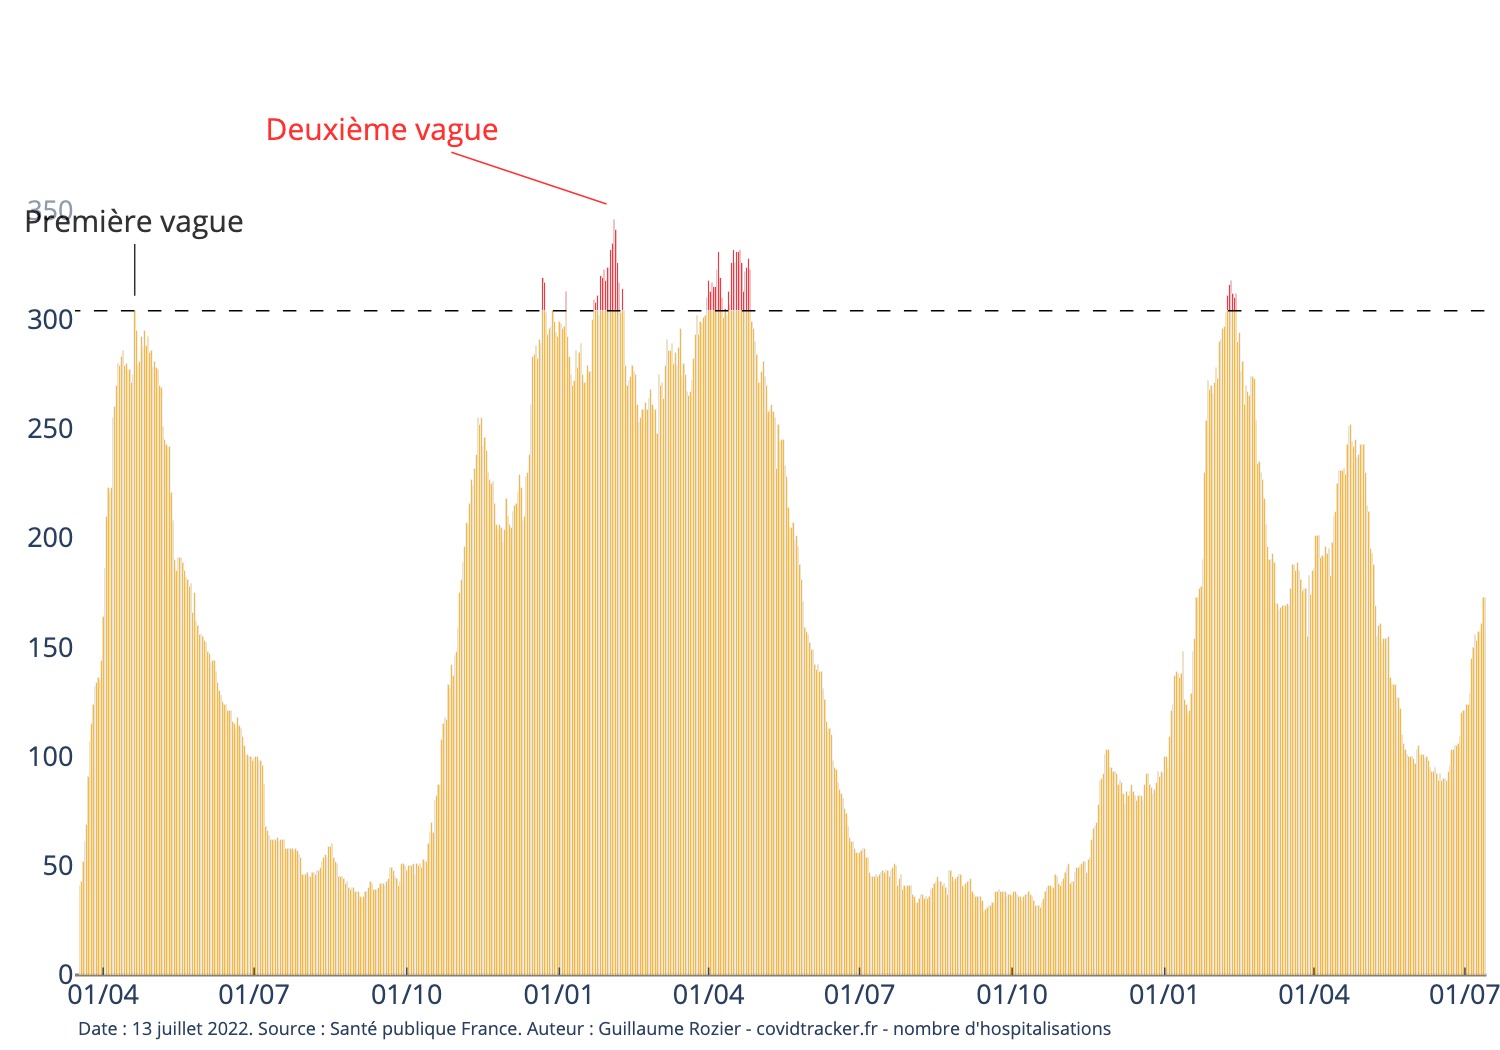 Deuxième vague
350
Première vague
300
250
200
150
100
50
0
01/04 01/07 01/10 01/01 01/04 01/07 01/10 01/01 01/04 01/07
Date : 13 juillet 2022. Source : Santé publique France. Auteur : Guillaume Rozier - covidtracker.fr - nombre d'hospitalisations